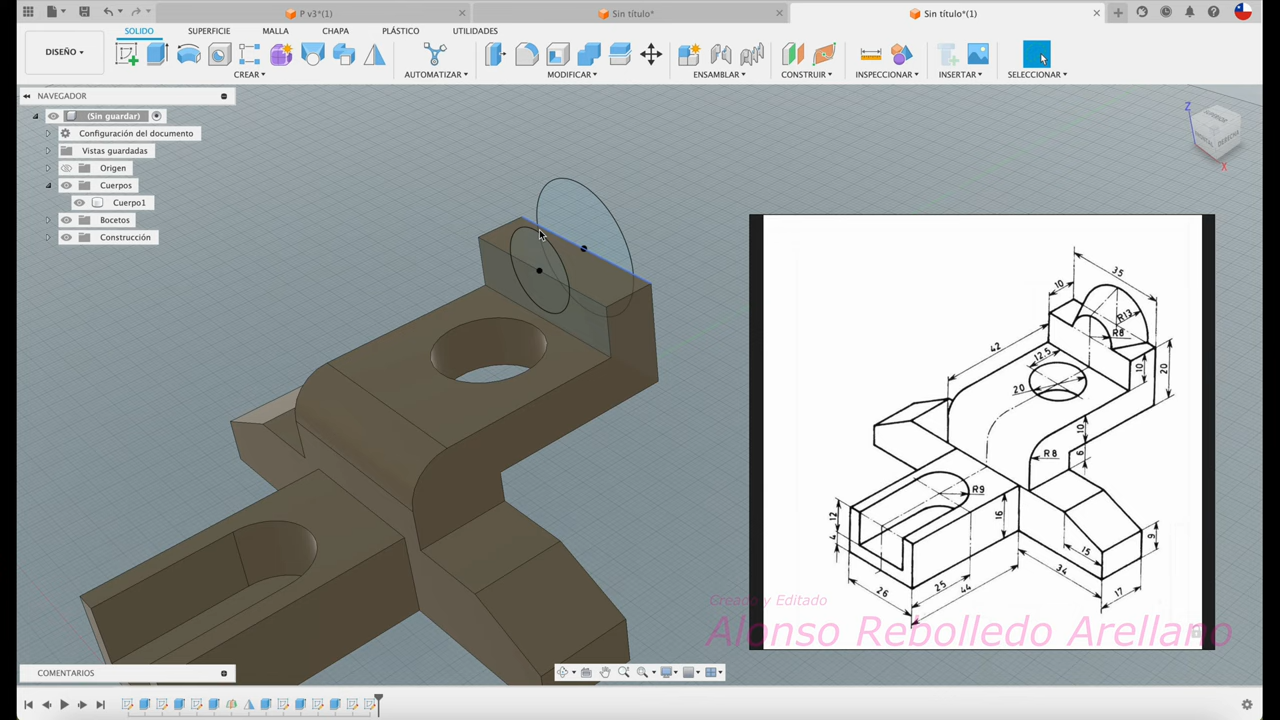 P v3*(1)
Sin título*
Sin título*(1)
DISEÑO
SOLIDO
SUPERFICIE
MALLA
CHAPA
PLÁSTICO
UTILIDADES
CREAR
AUTOMATIZAR
MODIFICAR
ENSAMBLAR
CONSTRUIR
INSPECCIONAR
INSERTAR
SELECCIONAR
NAVEGADOR
(Sin guardar)
Configuración del documento
Vistas guardadas
Origen
Cuerpos
Cuerpo1
Bocetos
Construcción
Z
SUPERIOR
DERECHA
X
35
10
R13
R8
42
12.5
20
10
20
10
6
R8
R9
16
12
4
15
9
34
17
26
25
44
Creado y Editado
Alonso Rebolledo Arellano
COMENTARIOS